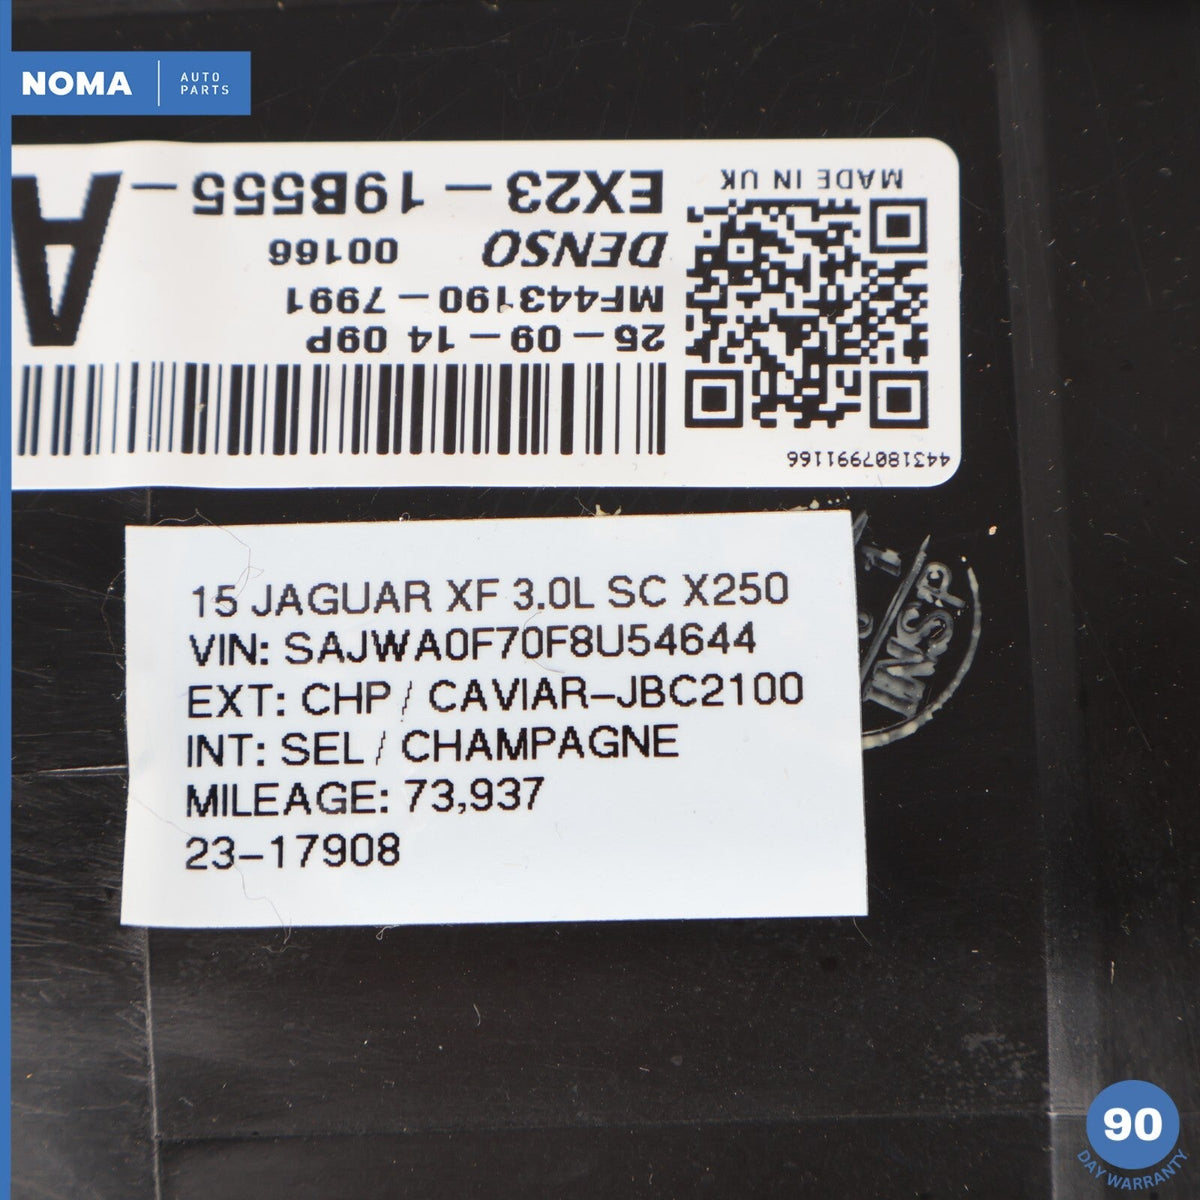 NOMA
AUTO
PARTS
MADE IN UK
EX23-19B555-
A
DENSO 00166
MF443190-7991
25-09-14 09P
4431807991166
15 JAGUAR XF 3.0L SC X250
VIN: SAJWA0F70F8U54644
EXT: CHP/ CAVIAR-JBC2100
INT: SEL/ CHAMPAGNE
MILEAGE: 73,937
23-17908
90
DAY WARRANTY